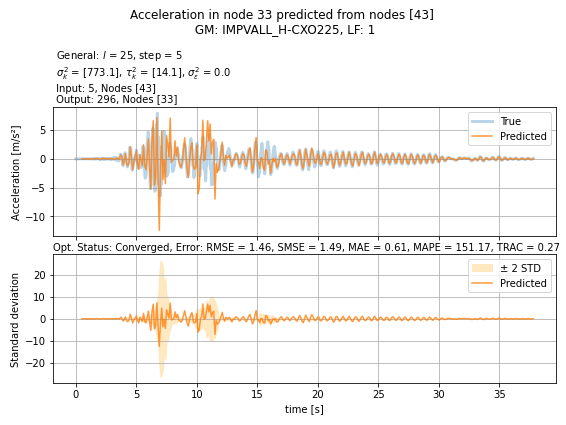 Acceleration in node 33 predicted from nodes [43]
GM: IMPVALL_H-CXO225, LF: 1
General: l = 25, step = 5
σ²ₖ = [773.1], τ²ₖ = [14.1], σ²ε = 0.0
Input: 5, Nodes [43]
Output: 296, Nodes [33]
Acceleration [m/s²]
5
0
−5
−10
True
Predicted
Opt. Status: Converged, Error: RMSE = 1.46, SMSE = 1.49, MAE = 0.61, MAPE = 151.17, TRAC = 0.27
Standard deviation
20
10
0
−10
−20
± 2 STD
Predicted
0 5 10 15 20 25 30 35
time [s]